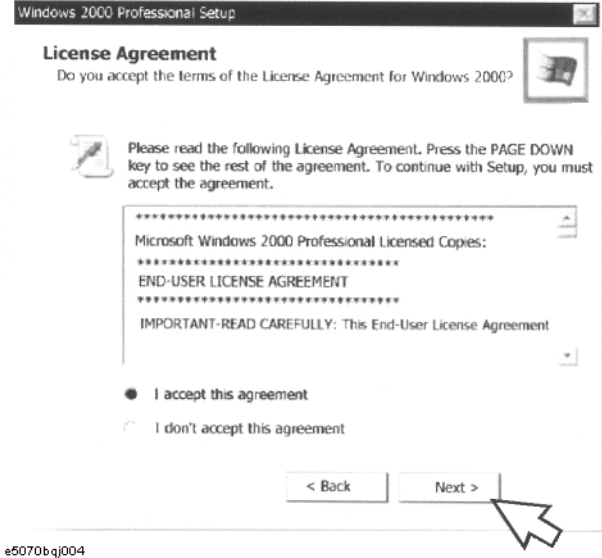 Windows 2000 Professional Setup
License Agreement
Do you accept the terms of the License Agreement for Windows 2000?
Please read the following License Agreement. Press the PAGE DOWN
key to see the rest of the agreement. To continue with Setup, you must
accept the agreement.
*********************************************
Microsoft Windows 2000 Professional Licensed Copies:
*********************************
END-USER LICENSE AGREEMENT
*********************************
IMPORTANT-READ CAREFULLY: This End-User License Agreement
I accept this agreement
I don't accept this agreement
< Back
Next >
e5070bqj004